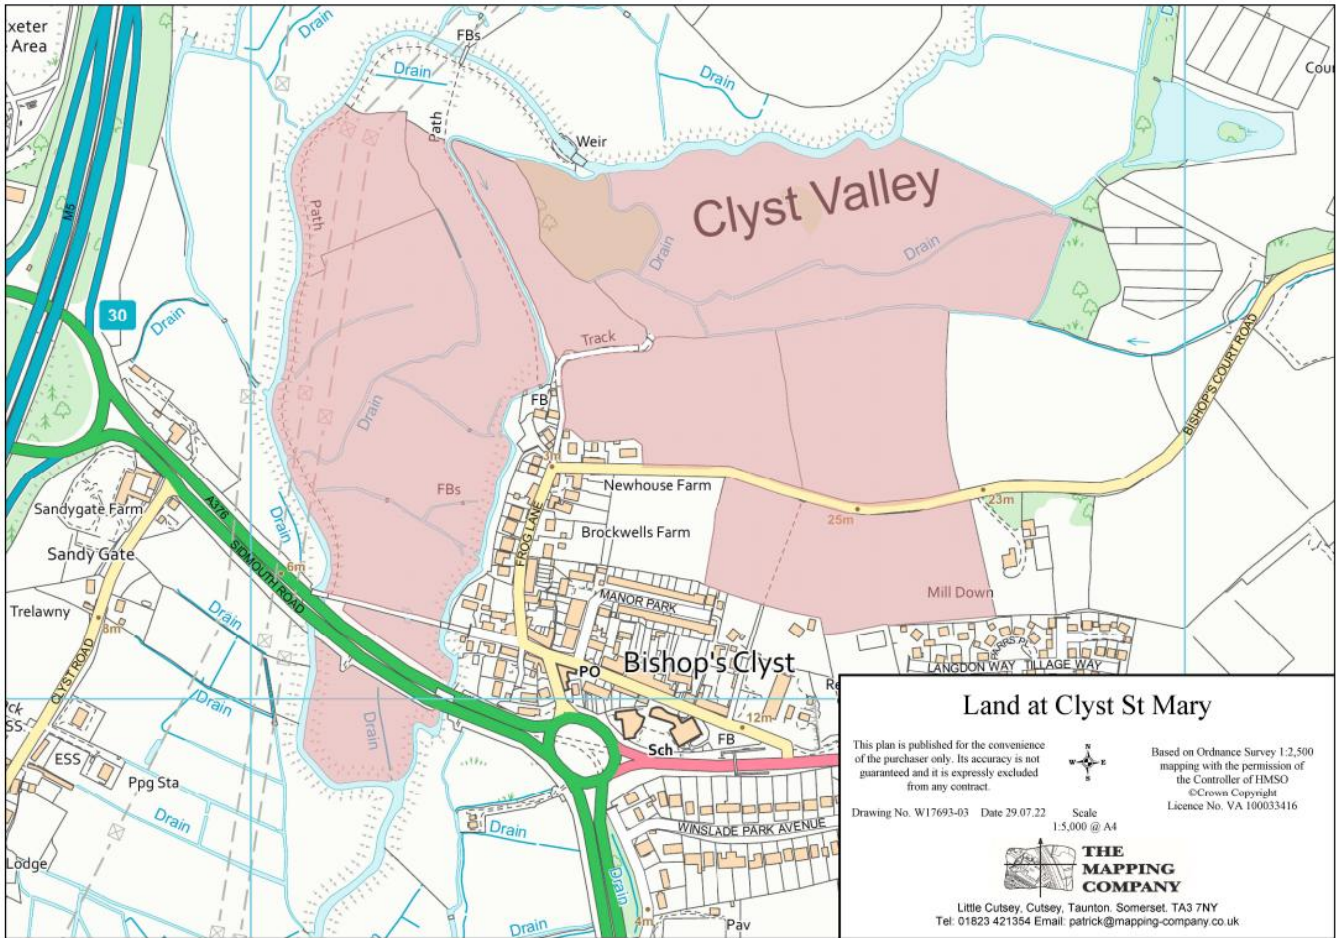 xeter
Area
Drain
FBs
Drain
Drain
D
Cour
Path
Weir
Clyst Valley
M5
Path
Drain
Drain
30
Drain
Track
BISHOP'S COURT ROAD
Drain
FB
3m
Newhouse Farm
FBs
23m
25m
A376
Sandygate Farm
Drain
FROG LANE
Brockwells Farm
Sandy Gate
SIDMOUTH ROAD
6m
Mill Down
MANOR PARK
Trelawny
Drain
8m
CLYST ROAD
PARRS PL
LANGDON WAY
TILLAGE WAY
Bishop's Clyst
PO
Re
Drain
Drain
ck
SS
12m
FB
Sch
ESS
Ppg Sta
Drain
Drain
WINSLADE PARK AVENUE
Lodge
Drain
4m
Drain
Pav
Land at Clyst St Mary
This plan is published for the convenience
of the purchaser only. Its accuracy is not
guaranteed and it is expressly excluded
from any contract.
N
W E
S
Based on Ordnance Survey 1:2,500
mapping with the permission of
the Controller of HMSO
©Crown Copyright
Licence No. VA 100033416
Drawing No. W17693-03 Date 29.07.22
Scale
1:5,000 @ A4
THE
MAPPING
COMPANY
Little Cutsey, Cutsey, Taunton. Somerset. TA3 7NY
Tel: 01823 421354 Email: patrick@mapping-company.co.uk